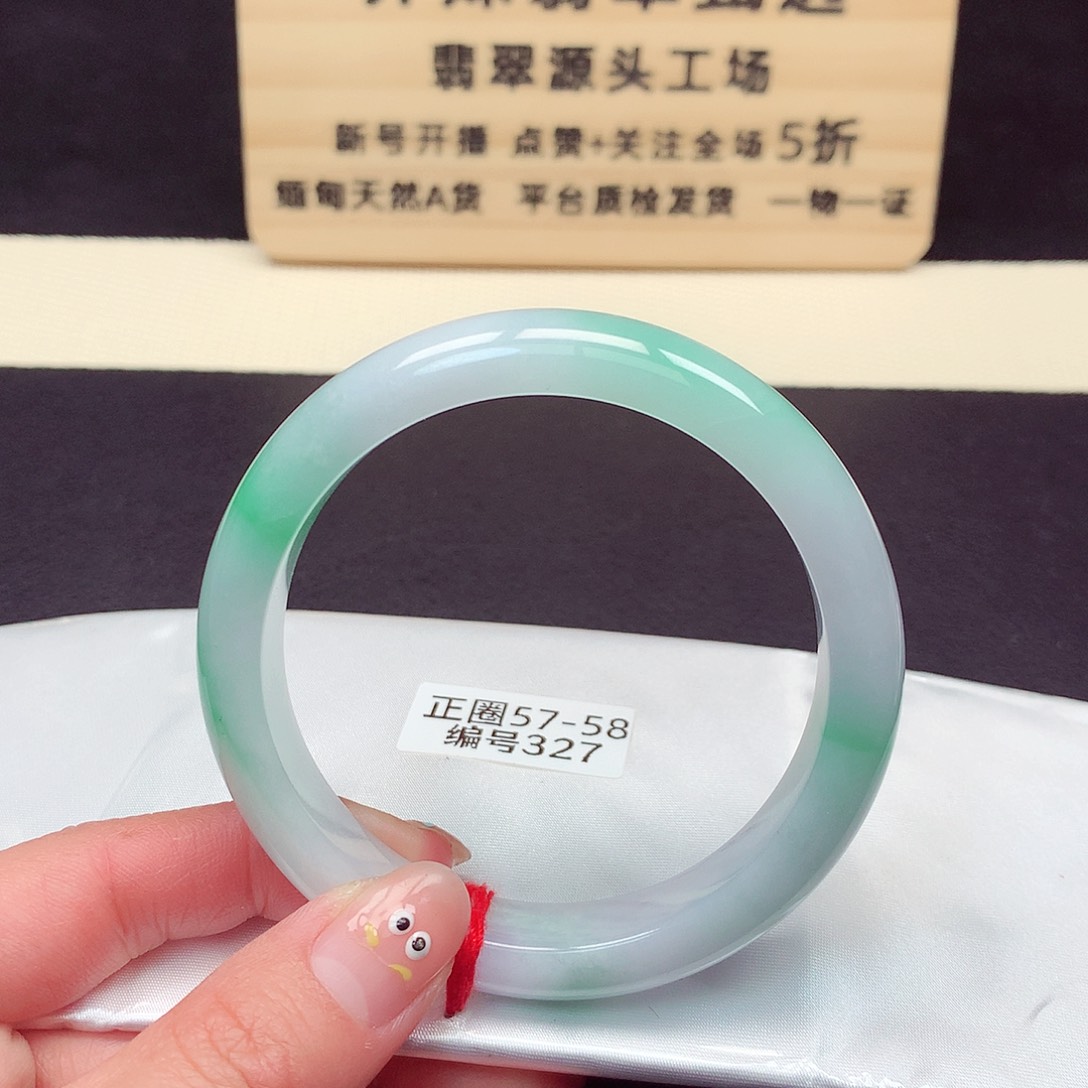 翡翠源头工场
新号开播 点赞+关注全场5折
缅甸天然A货 平台质检发货 一物一证
正圈57-58
编号327